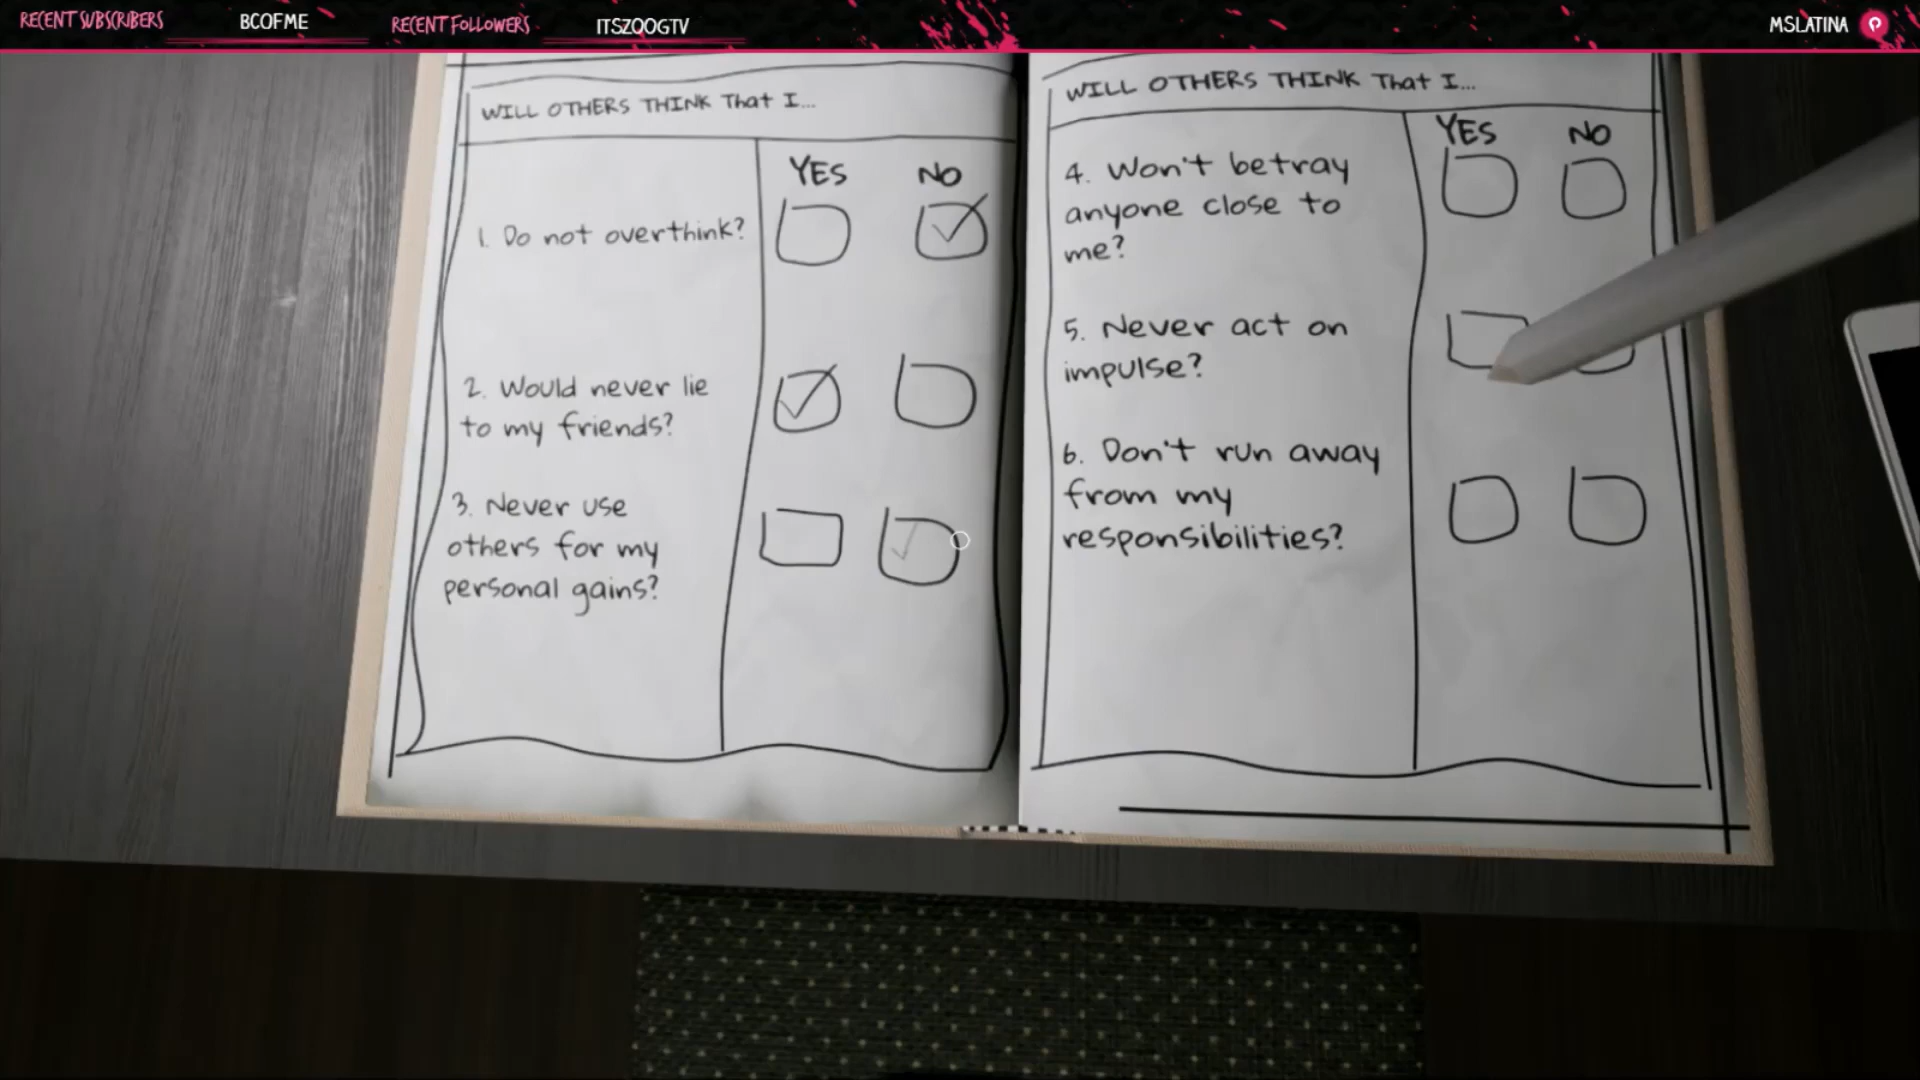 RECENT SUBSCRIBERS BCOFME RECENT FOLLOWERS ITSZOOGTV MSLATINA
WILL OTHERS THINK That I...
YES NO
1. Do not overthink?
2. Would never lie
to my friends?
3. Never use
others for my
personal gains?
WILL OTHERS THINK That I...
YES NO
4. Won't betray
anyone close to
me?
5. Never act on
impulse?
6. Don't run away
from my
responsibilities?